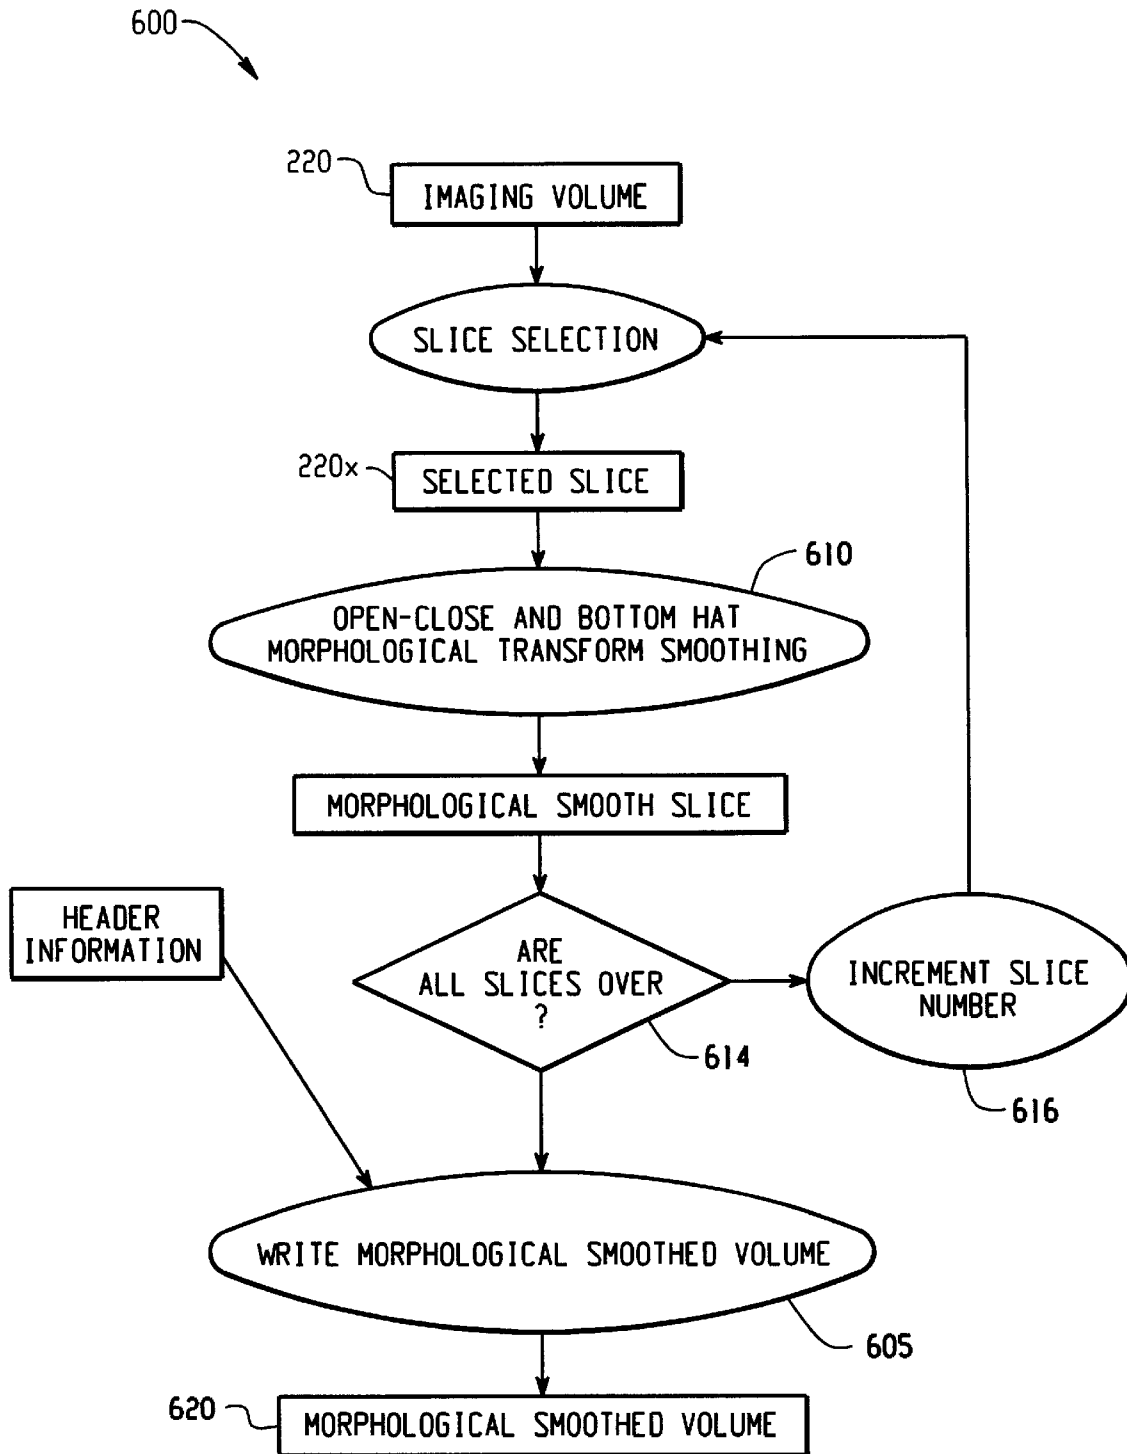 600
220
IMAGING VOLUME
SLICE SELECTION
220x
SELECTED SLICE
610
OPEN-CLOSE AND BOTTOM HAT
MORPHOLOGICAL TRANSFORM SMOOTHING
MORPHOLOGICAL SMOOTH SLICE
HEADER
INFORMATION
ARE
ALL SLICES OVER
?
614
INCREMENT SLICE
NUMBER
616
WRITE MORPHOLOGICAL SMOOTHED VOLUME
605
620
MORPHOLOGICAL SMOOTHED VOLUME